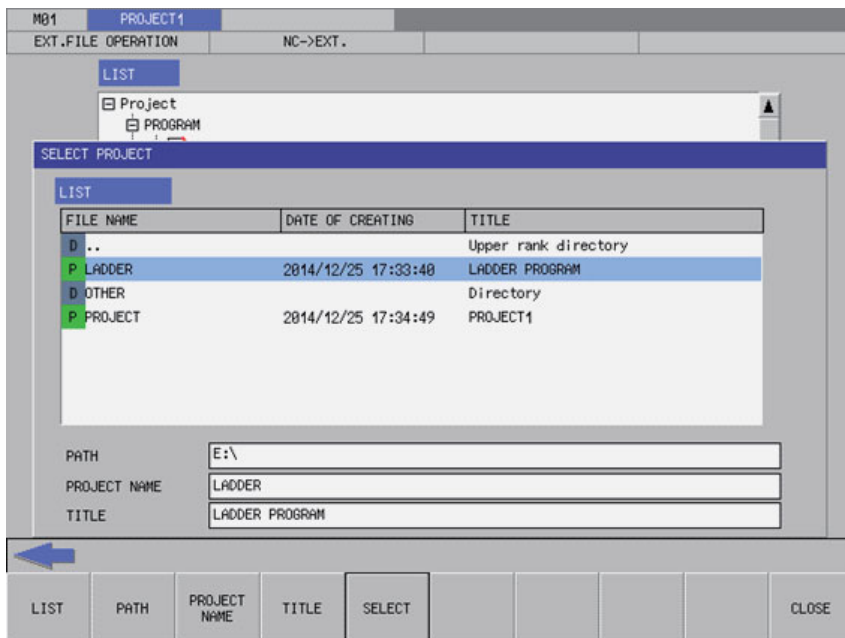 M01 PROJECT1
EXT.FILE OPERATION NC->EXT.
LIST
Project
PROGRAM
SELECT PROJECT
LIST
FILE NAME DATE OF CREATING TITLE
D .. Upper rank directory
P LADDER 2014/12/25 17:33:40 LADDER PROGRAM
D OTHER Directory
P PROJECT 2014/12/25 17:34:49 PROJECT1
PATH E:\
PROJECT NAME LADDER
TITLE LADDER PROGRAM
LIST PATH PROJECT NAME TITLE SELECT CLOSE